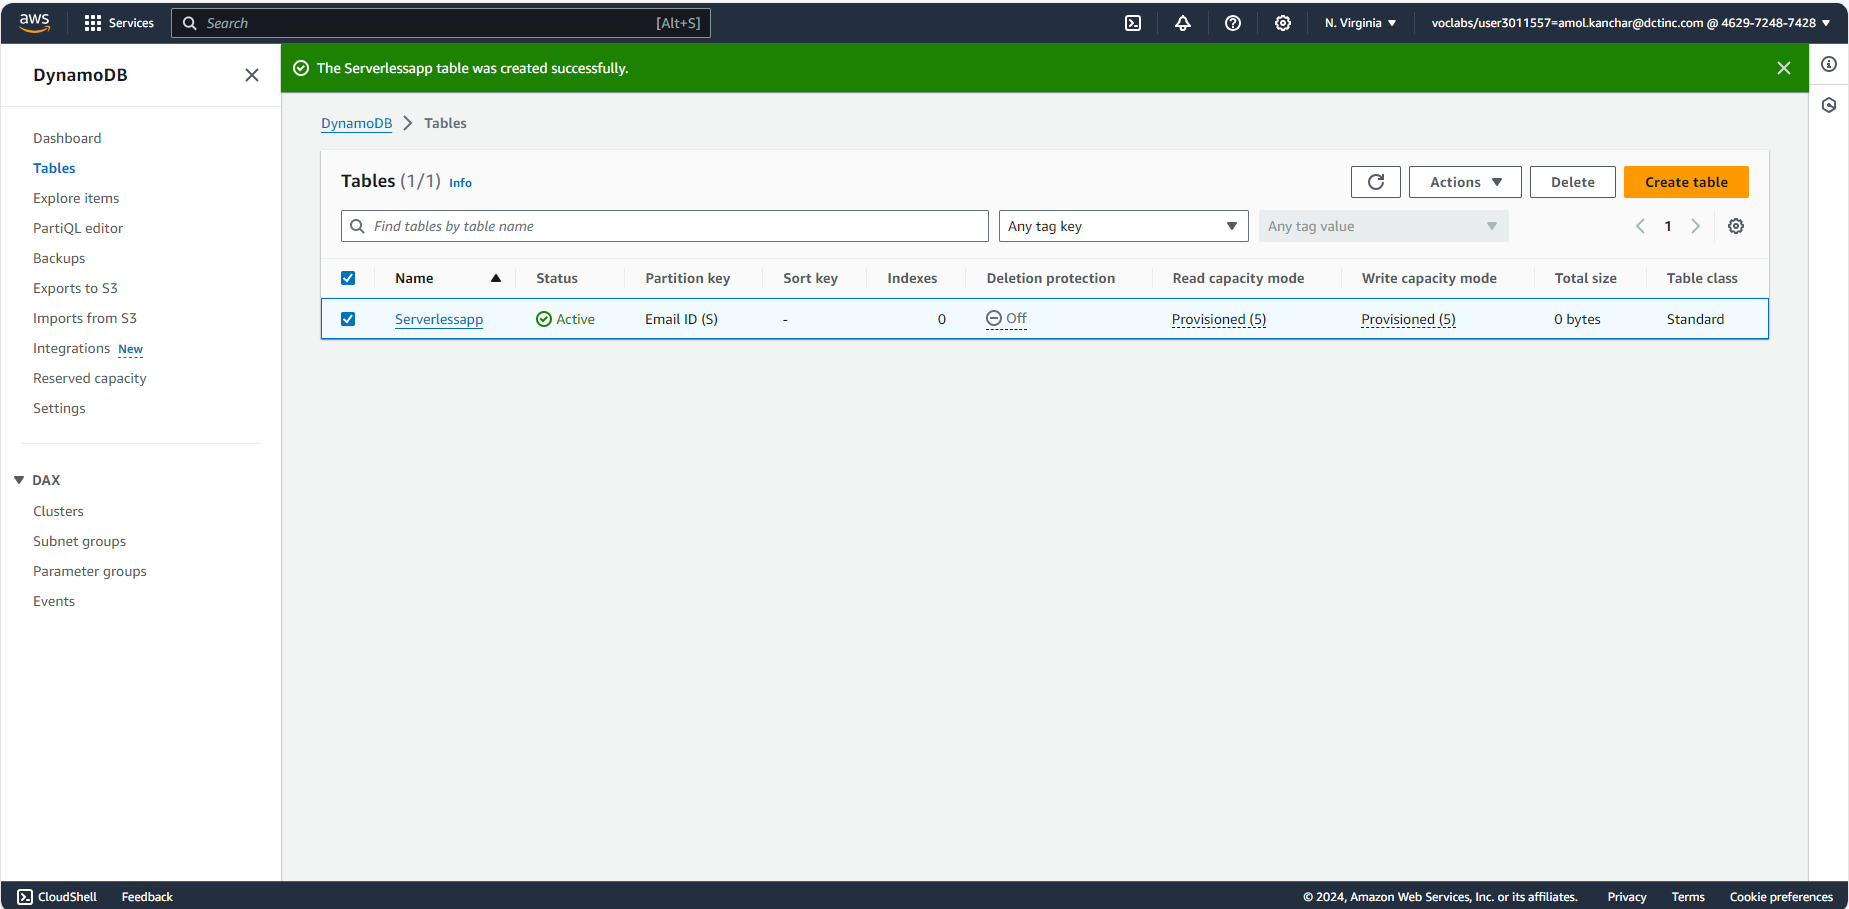 aws Services Search [Alt+S] N. Virginia voclabs/user3011557=amol.kanchar@dctinc.com @ 4629-7248-7428
DynamoDB
The Serverlessapp table was created successfully.
Dashboard
Tables
Explore items
PartiQL editor
Backups
Exports to S3
Imports from S3
Integrations New
Reserved capacity
Settings
DAX
Clusters
Subnet groups
Parameter groups
Events
DynamoDB Tables
Tables (1/1) Info Actions Delete Create table
Find tables by table name Any tag key Any tag value 1
Name Status Partition key Sort key Indexes Deletion protection Read capacity mode Write capacity mode Total size Table class
Serverlessapp Active Email ID (S) - 0 Off Provisioned (5) Provisioned (5) 0 bytes Standard
CloudShell Feedback © 2024, Amazon Web Services, Inc. or its affiliates. Privacy Terms Cookie preferences